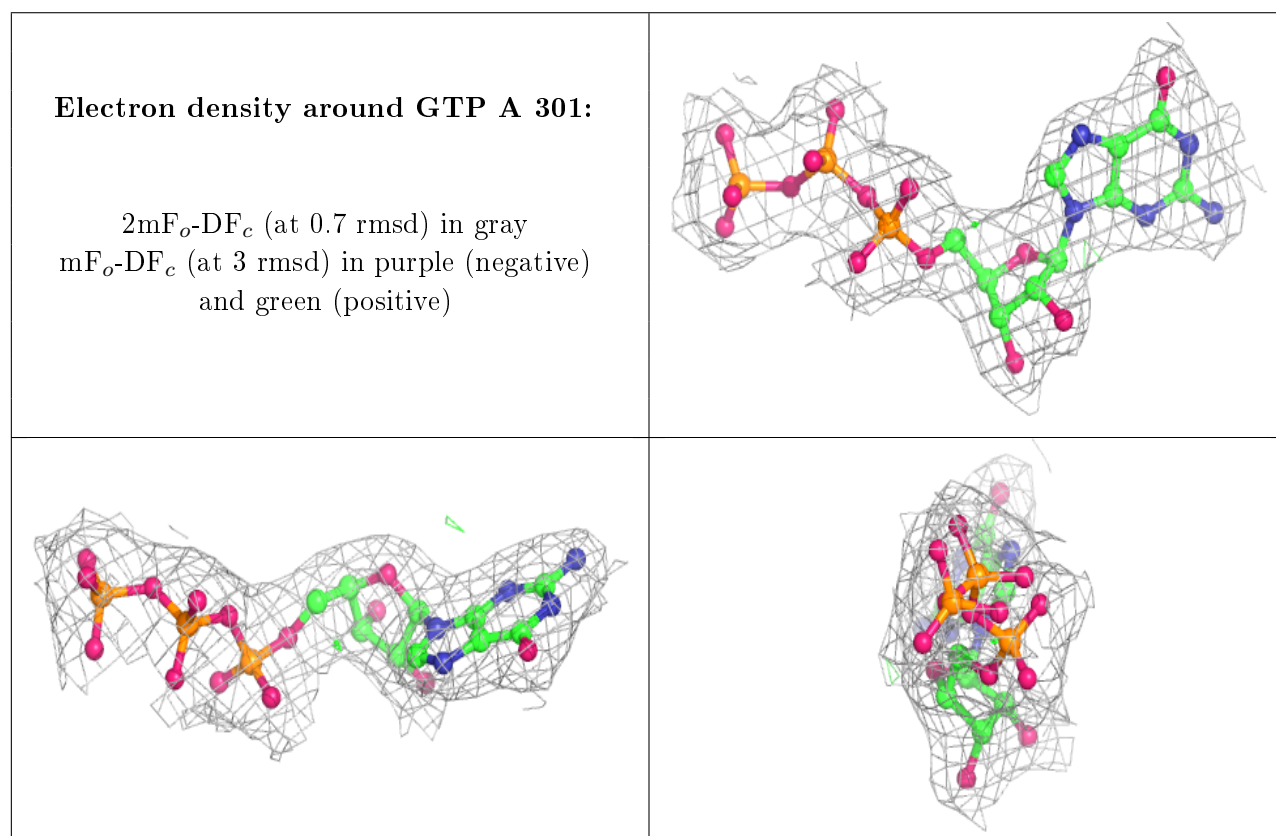 Electron density around GTP A 301:
2mFₒ-DF𝒸 (at 0.7 rmsd) in gray
mFₒ-DF𝒸 (at 3 rmsd) in purple (negative)
and green (positive)